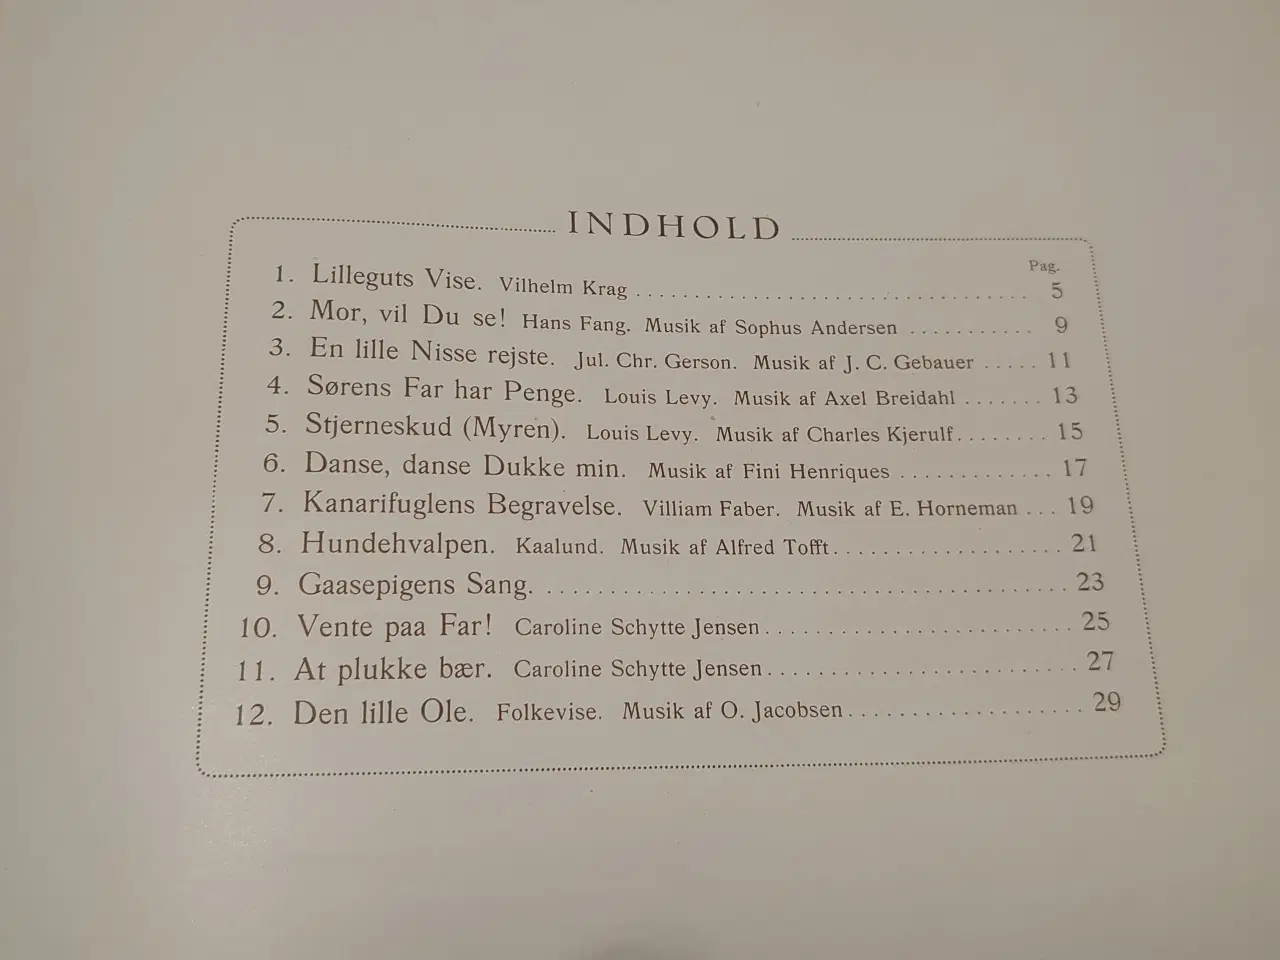 INDHOLD
Pag.
1. Lilleguts Vise. Vilhelm Krag . . . . . . . . . . . . . . . . . . . . . . . . . . . . . . . . . . 5
2. Mor, vil Du se! Hans Fang. Musik af Sophus Andersen . . . . . . . . . . . 9
3. En lille Nisse rejste. Jul. Chr. Gerson. Musik af J. C. Gebauer . . . . . 11
4. Sørens Far har Penge. Louis Levy. Musik af Axel Breidahl . . . . . . . 13
5. Stjerneskud (Myren). Louis Levy. Musik af Charles Kjerulf. . . . . . . . 15
6. Danse, danse Dukke min. Musik af Fini Henriques . . . . . . . . . . . . . 17
7. Kanarifuglens Begravelse. Villiam Faber. Musik af E. Horneman . . . 19
8. Hundehvalpen. Kaalund. Musik af Alfred Tofft. . . . . . . . . . . . . . . . . . . 21
9. Gaasepigens Sang. . . . . . . . . . . . . . . . . . . . . . . . . . . . . . . . . . . . . . . . . . 23
10. Vente paa Far! Caroline Schytte Jensen . . . . . . . . . . . . . . . . . . . . . . . . 25
11. At plukke bær. Caroline Schytte Jensen . . . . . . . . . . . . . . . . . . . . . . . . 27
12. Den lille Ole. Folkevise. Musik af O. Jacobsen . . . . . . . . . . . . . . . . . . . 29